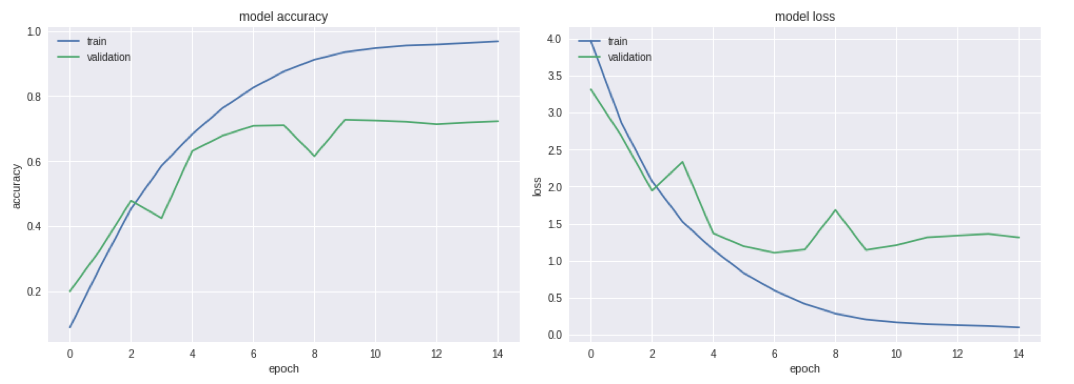 model accuracy
train
validation
accuracy
1.0
0.8
0.6
0.4
0.2
0 2 4 6 8 10 12 14
epoch
model loss
train
validation
loss
4.0
3.5
3.0
2.5
2.0
1.5
1.0
0.5
0.0
0 2 4 6 8 10 12 14
epoch